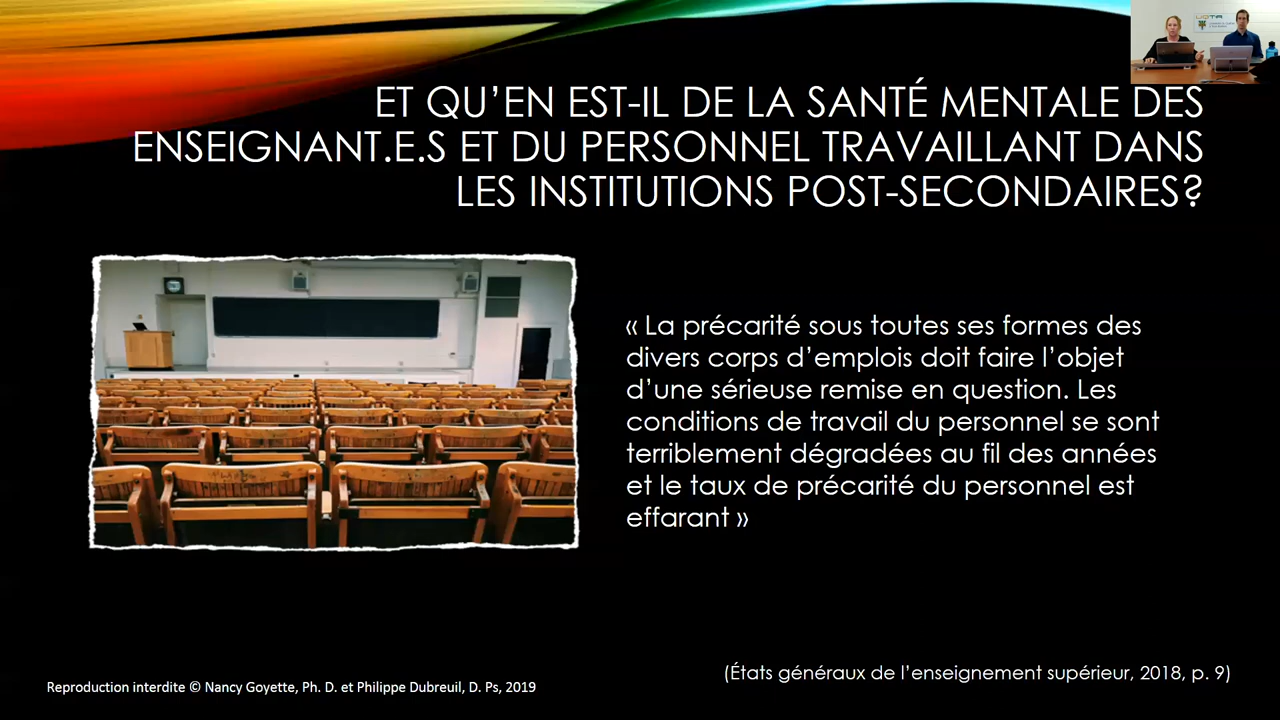 ET QU’EN EST-IL DE LA SANTÉ MENTALE DES
ENSEIGNANT.E.S ET DU PERSONNEL TRAVAILLANT DANS
LES INSTITUTIONS POST-SECONDAIRES?
« La précarité sous toutes ses formes des
divers corps d’emplois doit faire l’objet
d’une sérieuse remise en question. Les
conditions de travail du personnel se sont
terriblement dégradées au fil des années
et le taux de précarité du personnel est
effarant »
(États généraux de l’enseignement supérieur, 2018, p. 9)
Reproduction interdite © Nancy Goyette, Ph. D. et Philippe Dubreuil, D. Ps, 2019
UQTR